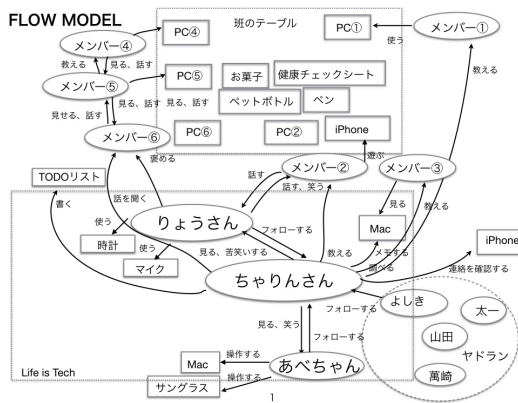 FLOW MODEL
班のテーブル
メンバー①
メンバー④
PC④
PC①
使う
教える
見る、話す
メンバー⑤
PC⑤
お菓子
健康チェックシート
教える
見せる、話す
見る、話す
見る、話す
ペットボトル
ペン
メンバー⑥
PC⑥
PC②
iPhone
褒める
遊ぶ
TODOリスト
話す
メンバー②
メンバー③
書く
話を聞く
話す、笑う
見る
教える
りょうさん
使う
フォローする
Mac
iPhone
時計
使う
見る、苦笑いする
教える
メモする
マイク
調べる
ちゃりんさん
連絡を確認する
フォローする
よしき
太一
見る、笑う
フォローする
山田
ヤドラン
Mac
操作する
あべちゃん
萬崎
Life is Tech
サングラス
操作する
1